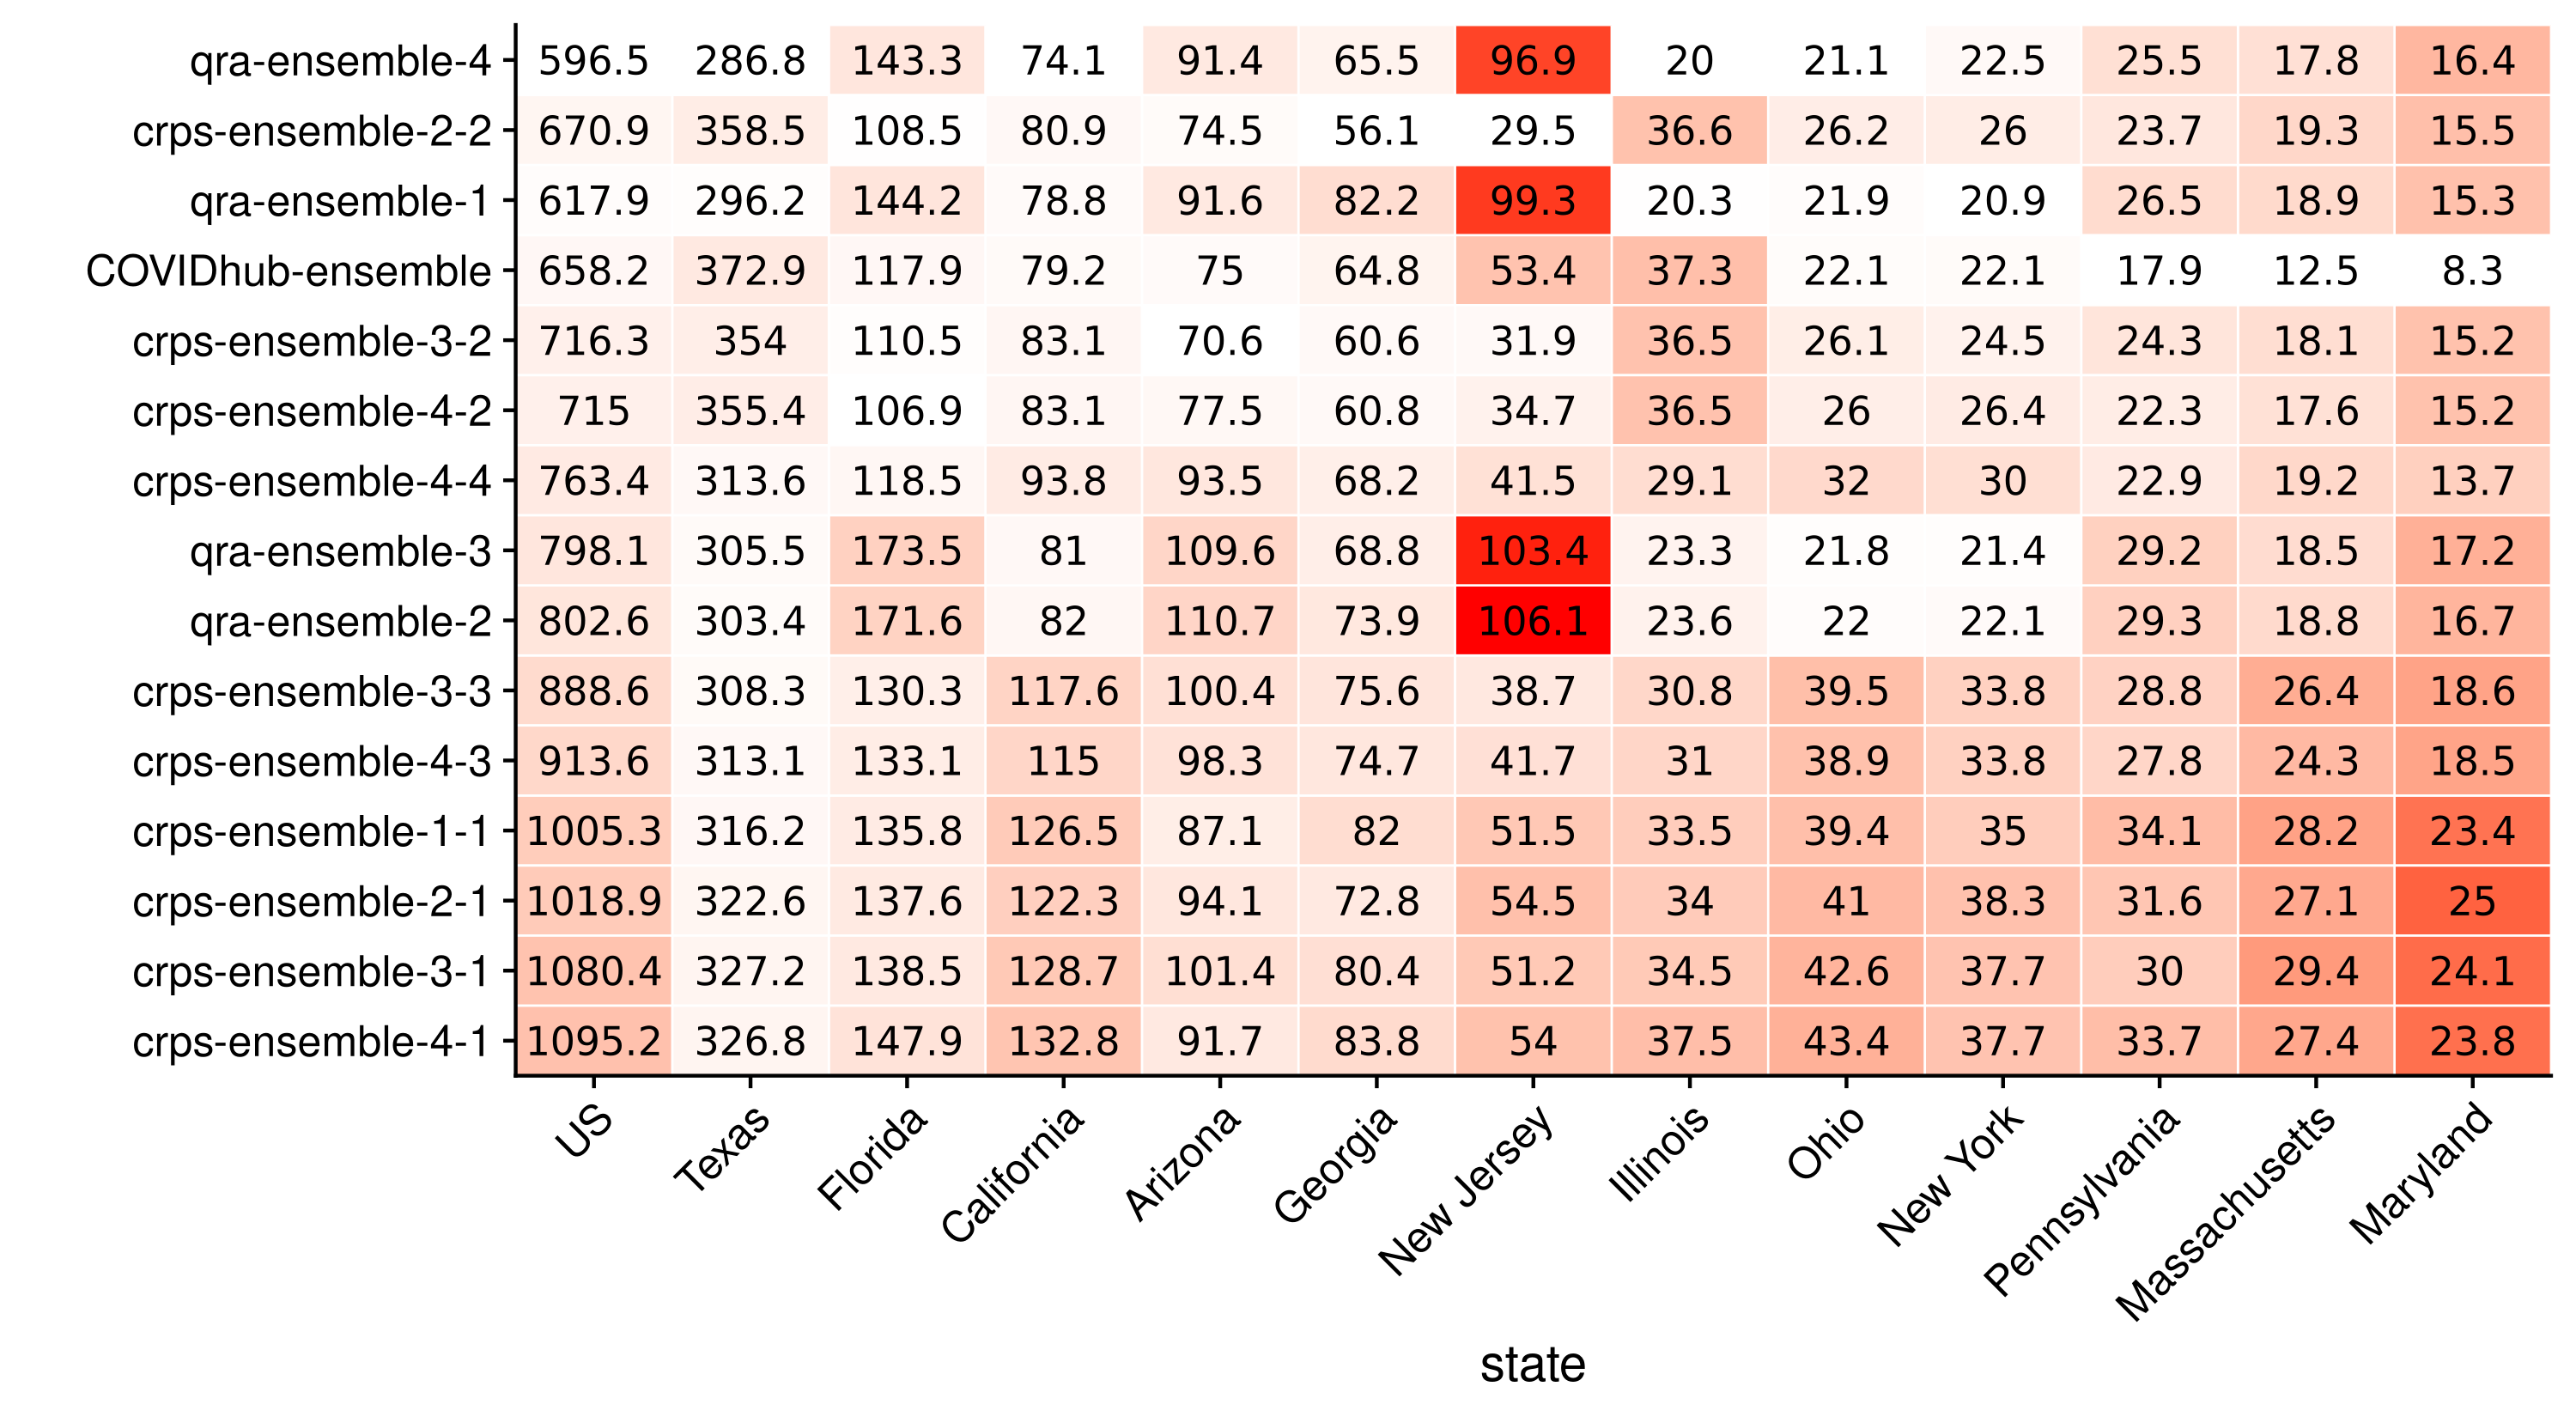 qra-ensemble-4 596.5 286.8 143.3 74.1 91.4 65.5 96.9 20 21.1 22.5 25.5 17.8 16.4
crps-ensemble-2-2 670.9 358.5 108.5 80.9 74.5 56.1 29.5 36.6 26.2 26 23.7 19.3 15.5
qra-ensemble-1 617.9 296.2 144.2 78.8 91.6 82.2 99.3 20.3 21.9 20.9 26.5 18.9 15.3
COVIDhub-ensemble 658.2 372.9 117.9 79.2 75 64.8 53.4 37.3 22.1 22.1 17.9 12.5 8.3
crps-ensemble-3-2 716.3 354 110.5 83.1 70.6 60.6 31.9 36.5 26.1 24.5 24.3 18.1 15.2
crps-ensemble-4-2 715 355.4 106.9 83.1 77.5 60.8 34.7 36.5 26 26.4 22.3 17.6 15.2
crps-ensemble-4-4 763.4 313.6 118.5 93.8 93.5 68.2 41.5 29.1 32 30 22.9 19.2 13.7
qra-ensemble-3 798.1 305.5 173.5 81 109.6 68.8 103.4 23.3 21.8 21.4 29.2 18.5 17.2
qra-ensemble-2 802.6 303.4 171.6 82 110.7 73.9 106.1 23.6 22 22.1 29.3 18.8 16.7
crps-ensemble-3-3 888.6 308.3 130.3 117.6 100.4 75.6 38.7 30.8 39.5 33.8 28.8 26.4 18.6
crps-ensemble-4-3 913.6 313.1 133.1 115 98.3 74.7 41.7 31 38.9 33.8 27.8 24.3 18.5
crps-ensemble-1-1 1005.3 316.2 135.8 126.5 87.1 82 51.5 33.5 39.4 35 34.1 28.2 23.4
crps-ensemble-2-1 1018.9 322.6 137.6 122.3 94.1 72.8 54.5 34 41 38.3 31.6 27.1 25
crps-ensemble-3-1 1080.4 327.2 138.5 128.7 101.4 80.4 51.2 34.5 42.6 37.7 30 29.4 24.1
crps-ensemble-4-1 1095.2 326.8 147.9 132.8 91.7 83.8 54 37.5 43.4 37.7 33.7 27.4 23.8
US Texas Florida California Arizona Georgia New Jersey Illinois Ohio New York Pennsylvania Massachusetts Maryland
state